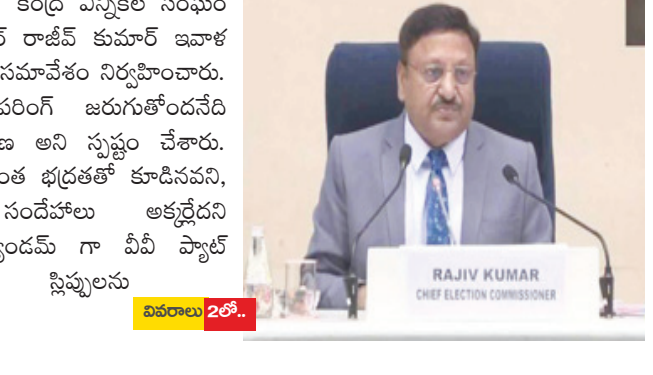 కేంద్ర ఎన్నికల సంఘం
రాజీవ్ కుమార్ ఇవాళ
సమావేశం నిర్వహించారు.
జరుగుతోందనేది
అని స్పష్టం చేశారు.
భద్రతతో కూడినవని,
సందేహాలు అక్కర్లేదని
గా వీవీ ప్యాట్
స్లిప్పులను
వివరాలు 2లో..
RAJIV KUMAR
CHIEF ELECTION COMMISSIONER